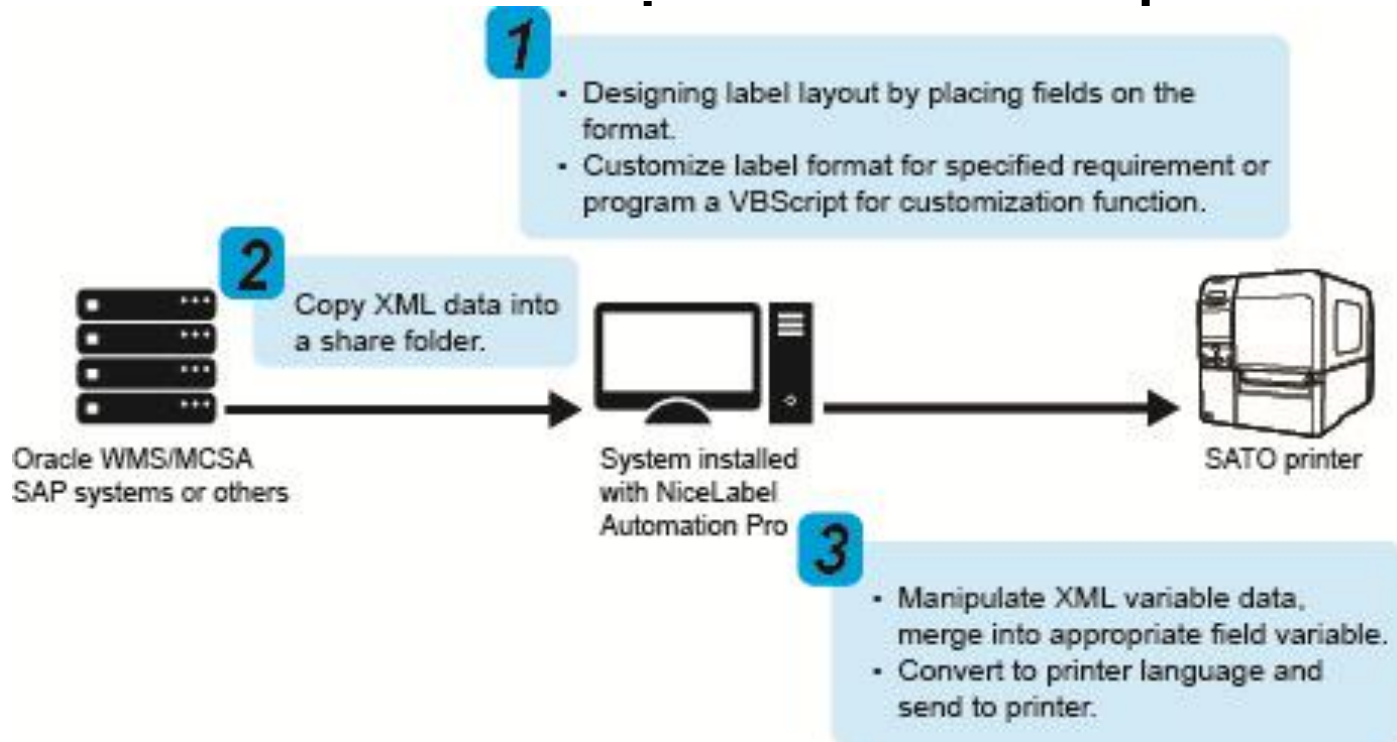 1
• Designing label layout by placing fields on the
format.
• Customize label format for specified requirement or
program a VBScript for customization function.
2
Copy XML data into
a share folder.
Oracle WMS/MCSA
SAP systems or others
System installed
with NiceLabel
Automation Pro
SATO printer
3
• Manipulate XML variable data,
merge into appropriate field variable.
• Convert to printer language and
send to printer.